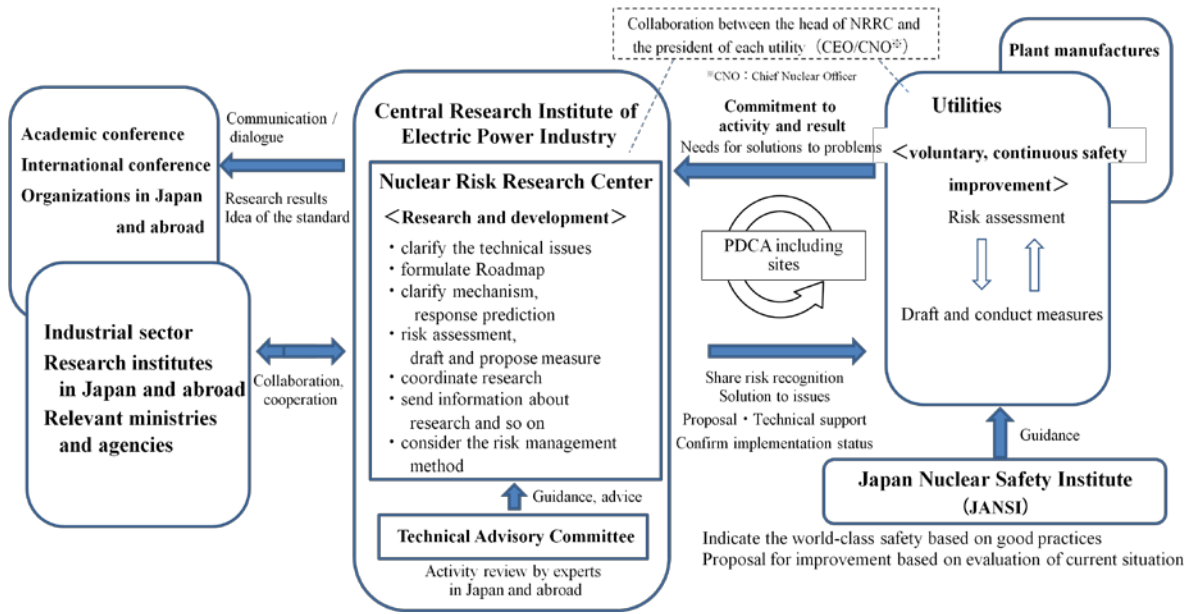 Collaboration between the head of NRRC and
the president of each utility （CEO/CNO※）
※CNO：Chief Nuclear Officer
Academic conference
International conference
Organizations in Japan
and abroad
Industrial sector
Research institutes
in Japan and abroad
Relevant ministries
and agencies
Communication /
dialogue
Research results
Idea of the standard
Collaboration,
cooperation
Central Research Institute of
Electric Power Industry
Nuclear Risk Research Center
＜Research and development＞
・clarify the technical issues
・formulate Roadmap
・clarify mechanism,
response prediction
・risk assessment,
draft and propose measure
・coordinate research
・send information about
research and so on
・consider the risk management
method
Guidance, advice
Technical Advisory Committee
Activity review by experts
in Japan and abroad
Commitment to
activity and result
Needs for solutions to problems
PDCA including
sites
Share risk recognition
Solution to issues
Proposal・Technical support
Confirm implementation status
Plant manufactures
Utilities
＜voluntary, continuous safety
improvement＞
Risk assessment
Draft and conduct measures
Guidance
Japan Nuclear Safety Institute
(JANSI)
Indicate the world-class safety based on good practices
Proposal for improvement based on evaluation of current situation